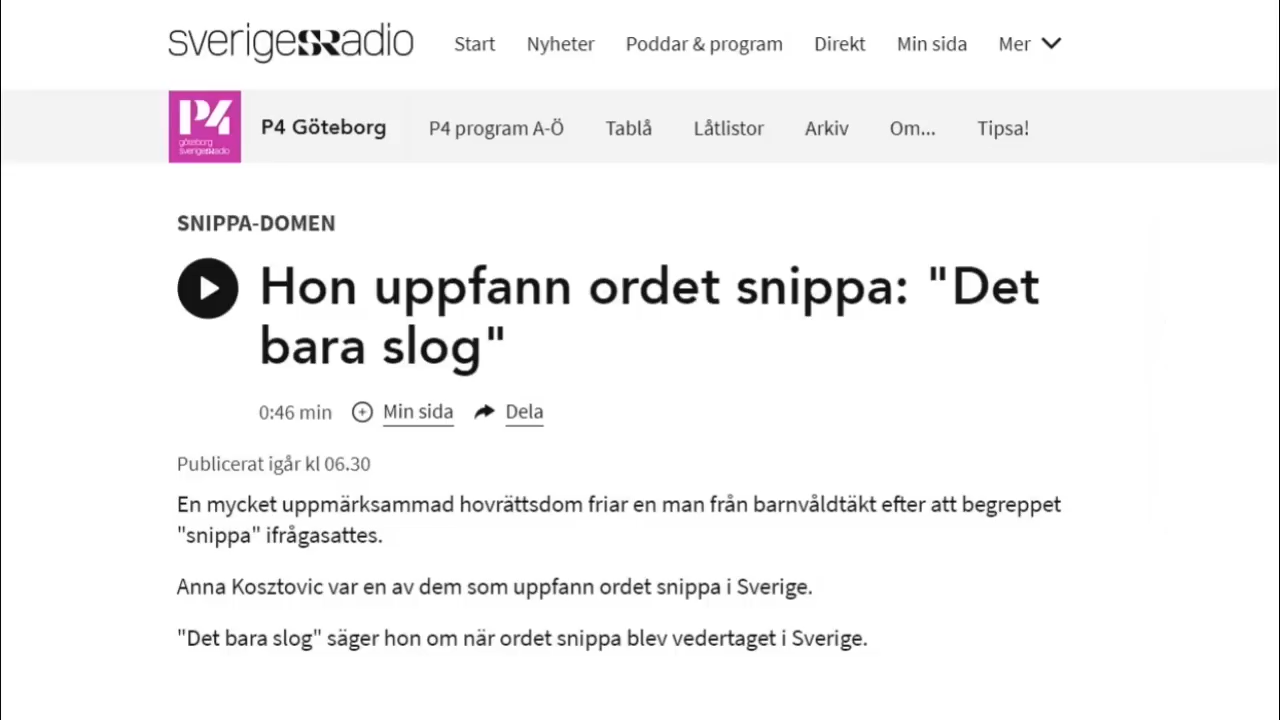 sverigesradio Start Nyheter Poddar & program Direkt Min sida Mer
P4 göteborg sverigesradio P4 Göteborg P4 program A-Ö Tablå Låtlistor Arkiv Om... Tipsa!
SNIPPA-DOMEN
Hon uppfann ordet snippa: "Det
bara slog"
0:46 min Min sida Dela
Publicerat igår kl 06.30
En mycket uppmärksammad hovrättsdom friar en man från barnvåldtäkt efter att begreppet
"snippa" ifrågasattes.
Anna Kosztovic var en av dem som uppfann ordet snippa i Sverige.
"Det bara slog" säger hon om när ordet snippa blev vedertaget i Sverige.